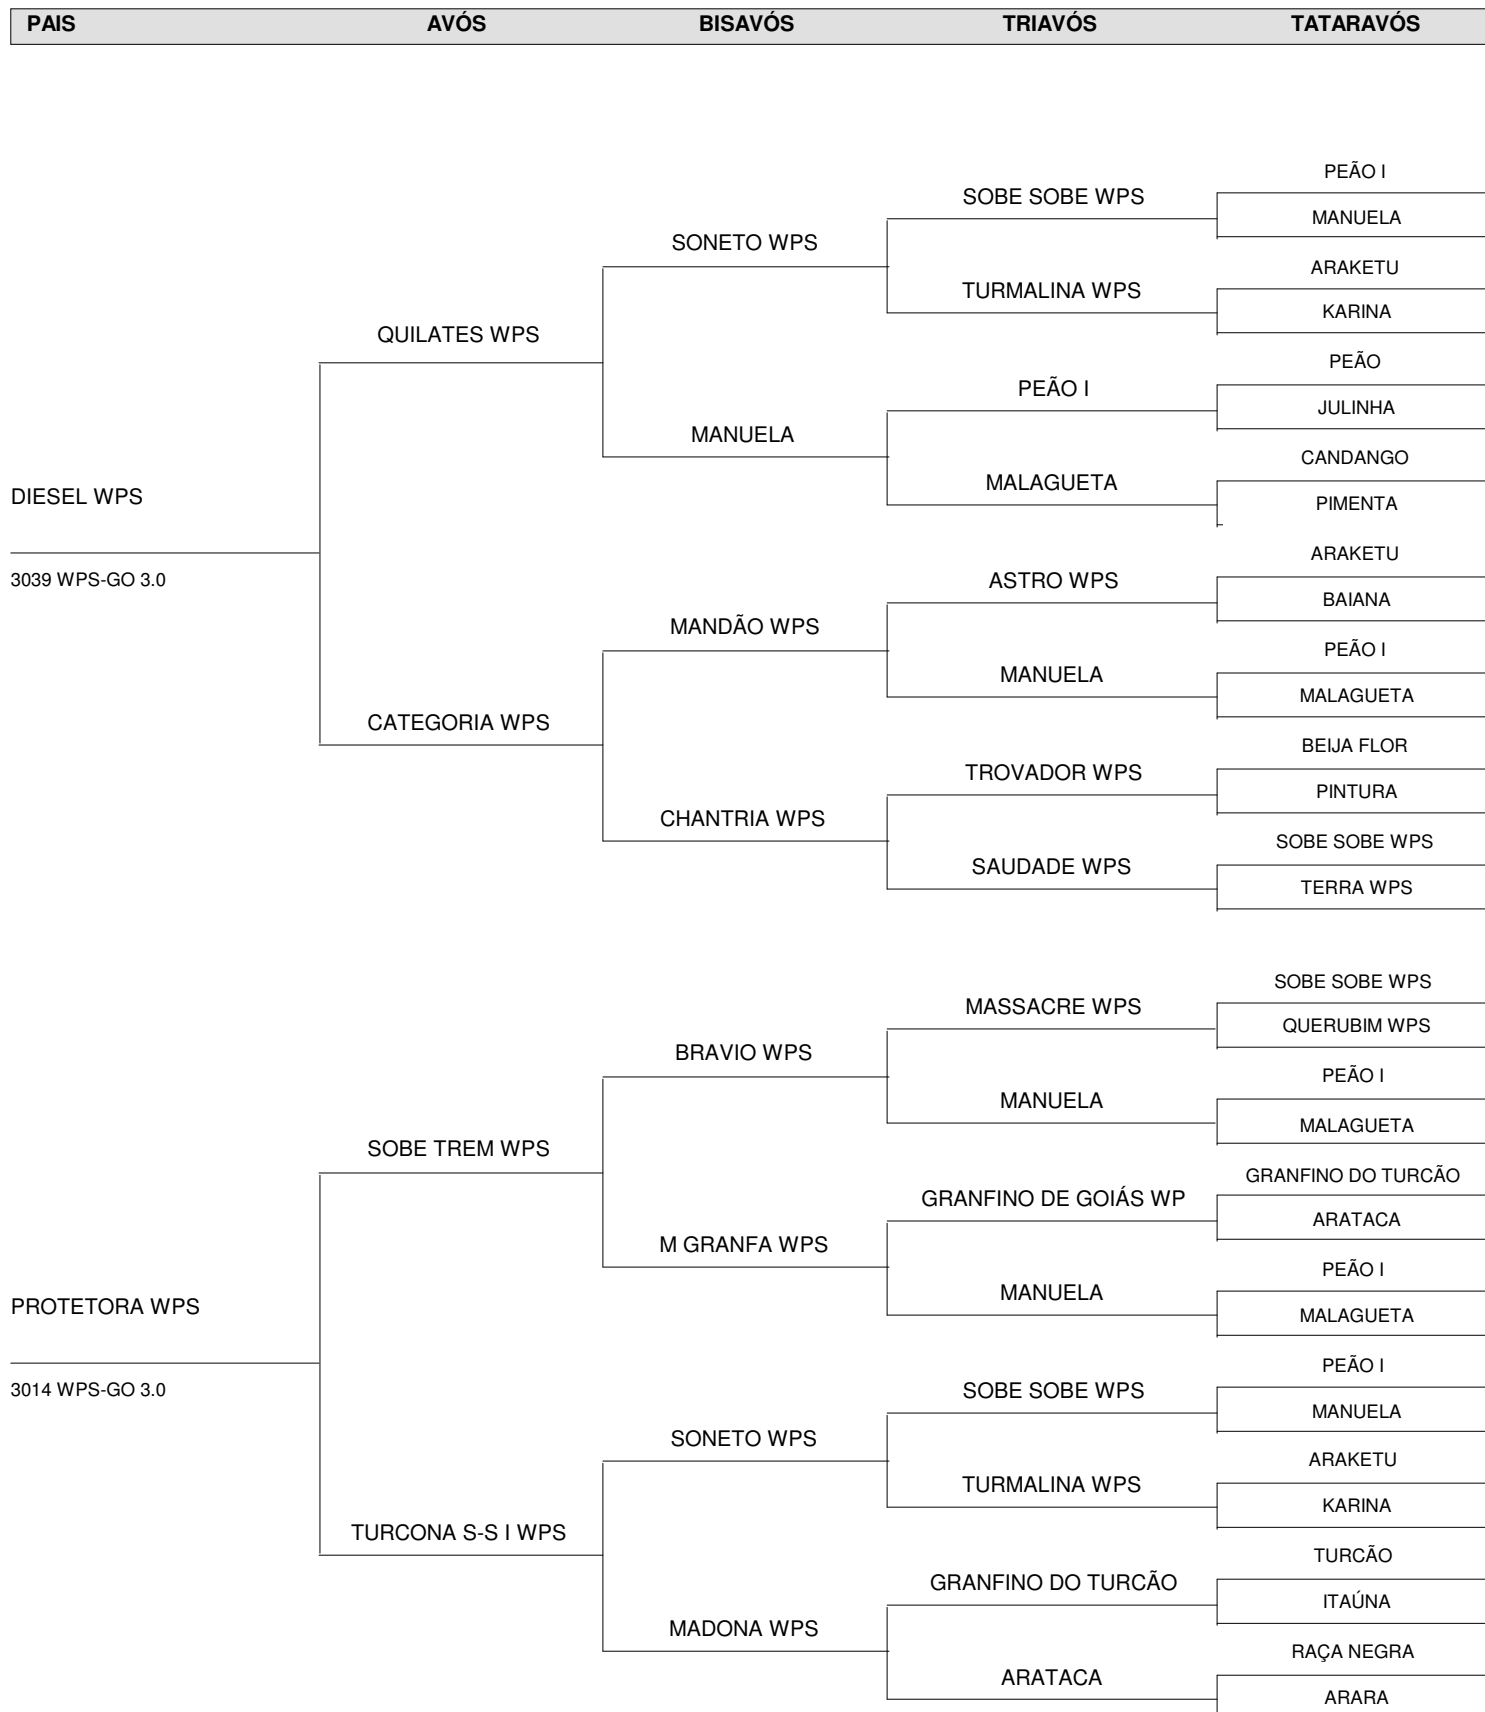 PAIS AVÓS BISAVÓS TRIAVÓS TATARAVÓS
PEÃO I
SOBE SOBE WPS
MANUELA
SONETO WPS
ARAKETU
TURMALINA WPS
KARINA
QUILATES WPS
PEÃO
PEÃO I
JULINHA
MANUELA
CANDANGO
MALAGUETA
DIESEL WPS
PIMENTA
ARAKETU
3039 WPS-GO 3.0
ASTRO WPS
BAIANA
MANDÃO WPS
PEÃO I
MANUELA
MALAGUETA
CATEGORIA WPS
BEIJA FLOR
TROVADOR WPS
PINTURA
CHANTRIA WPS
SOBE SOBE WPS
SAUDADE WPS
TERRA WPS
SOBE SOBE WPS
MASSACRE WPS
QUERUBIM WPS
BRAVIO WPS
PEÃO I
MANUELA
MALAGUETA
SOBE TREM WPS
GRANFINO DO TURCÃO
GRANFINO DE GOIÁS WP
ARATACA
M GRANFA WPS
PEÃO I
MANUELA
PROTETORA WPS
MALAGUETA
PEÃO I
3014 WPS-GO 3.0
SOBE SOBE WPS
MANUELA
SONETO WPS
ARAKETU
TURMALINA WPS
KARINA
TURCONA S-S I WPS
TURCÃO
GRANFINO DO TURCÃO
ITAÚNA
MADONA WPS
RAÇA NEGRA
ARATACA
ARARA